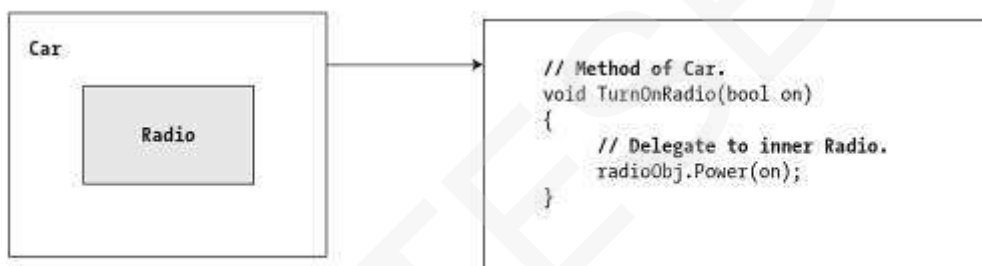 Car
Radio
// Method of Car.
void TurnOnRadio(bool on)
{
// Delegate to inner Radio.
radioObj.Power(on);
}